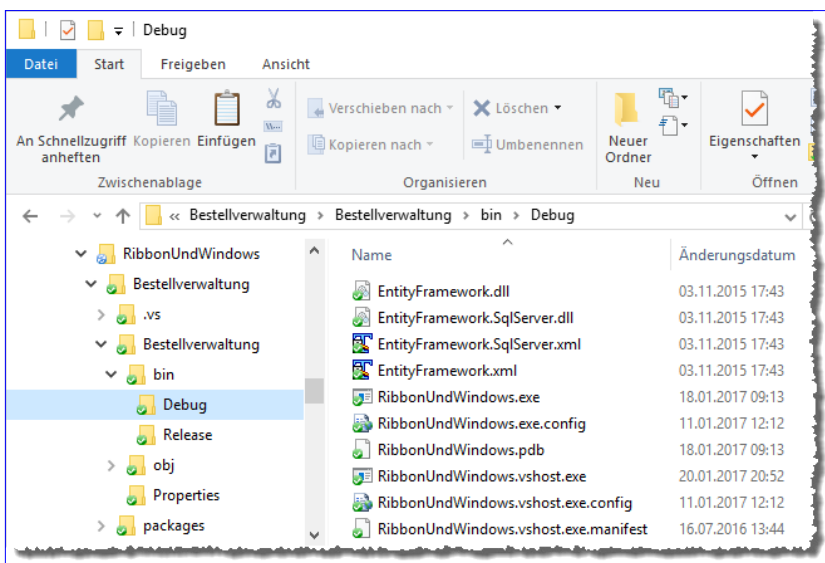 Debug
Datei Start Freigeben Ansicht
An Schnellzugriff anheften
Kopieren
Einfügen
Verschieben nach
Kopieren nach
Löschen
Umbenennen
Neuer Ordner
Eigenschaften
Zwischenablage Organisieren Neu Öffnen
« Bestellverwaltung > Bestellverwaltung > bin > Debug
RibbonUndWindows
Bestellverwaltung
.vs
Bestellverwaltung
bin
Debug
Release
obj
Properties
packages
Name Änderungsdatum
EntityFramework.dll 03.11.2015 17:43
EntityFramework.SqlServer.dll 03.11.2015 17:43
EntityFramework.SqlServer.xml 03.11.2015 17:43
EntityFramework.xml 03.11.2015 17:43
RibbonUndWindows.exe 18.01.2017 09:13
RibbonUndWindows.exe.config 11.01.2017 12:12
RibbonUndWindows.pdb 18.01.2017 09:13
RibbonUndWindows.vshost.exe 20.01.2017 20:52
RibbonUndWindows.vshost.exe.config 11.01.2017 12:12
RibbonUndWindows.vshost.exe.manifest 16.07.2016 13:44